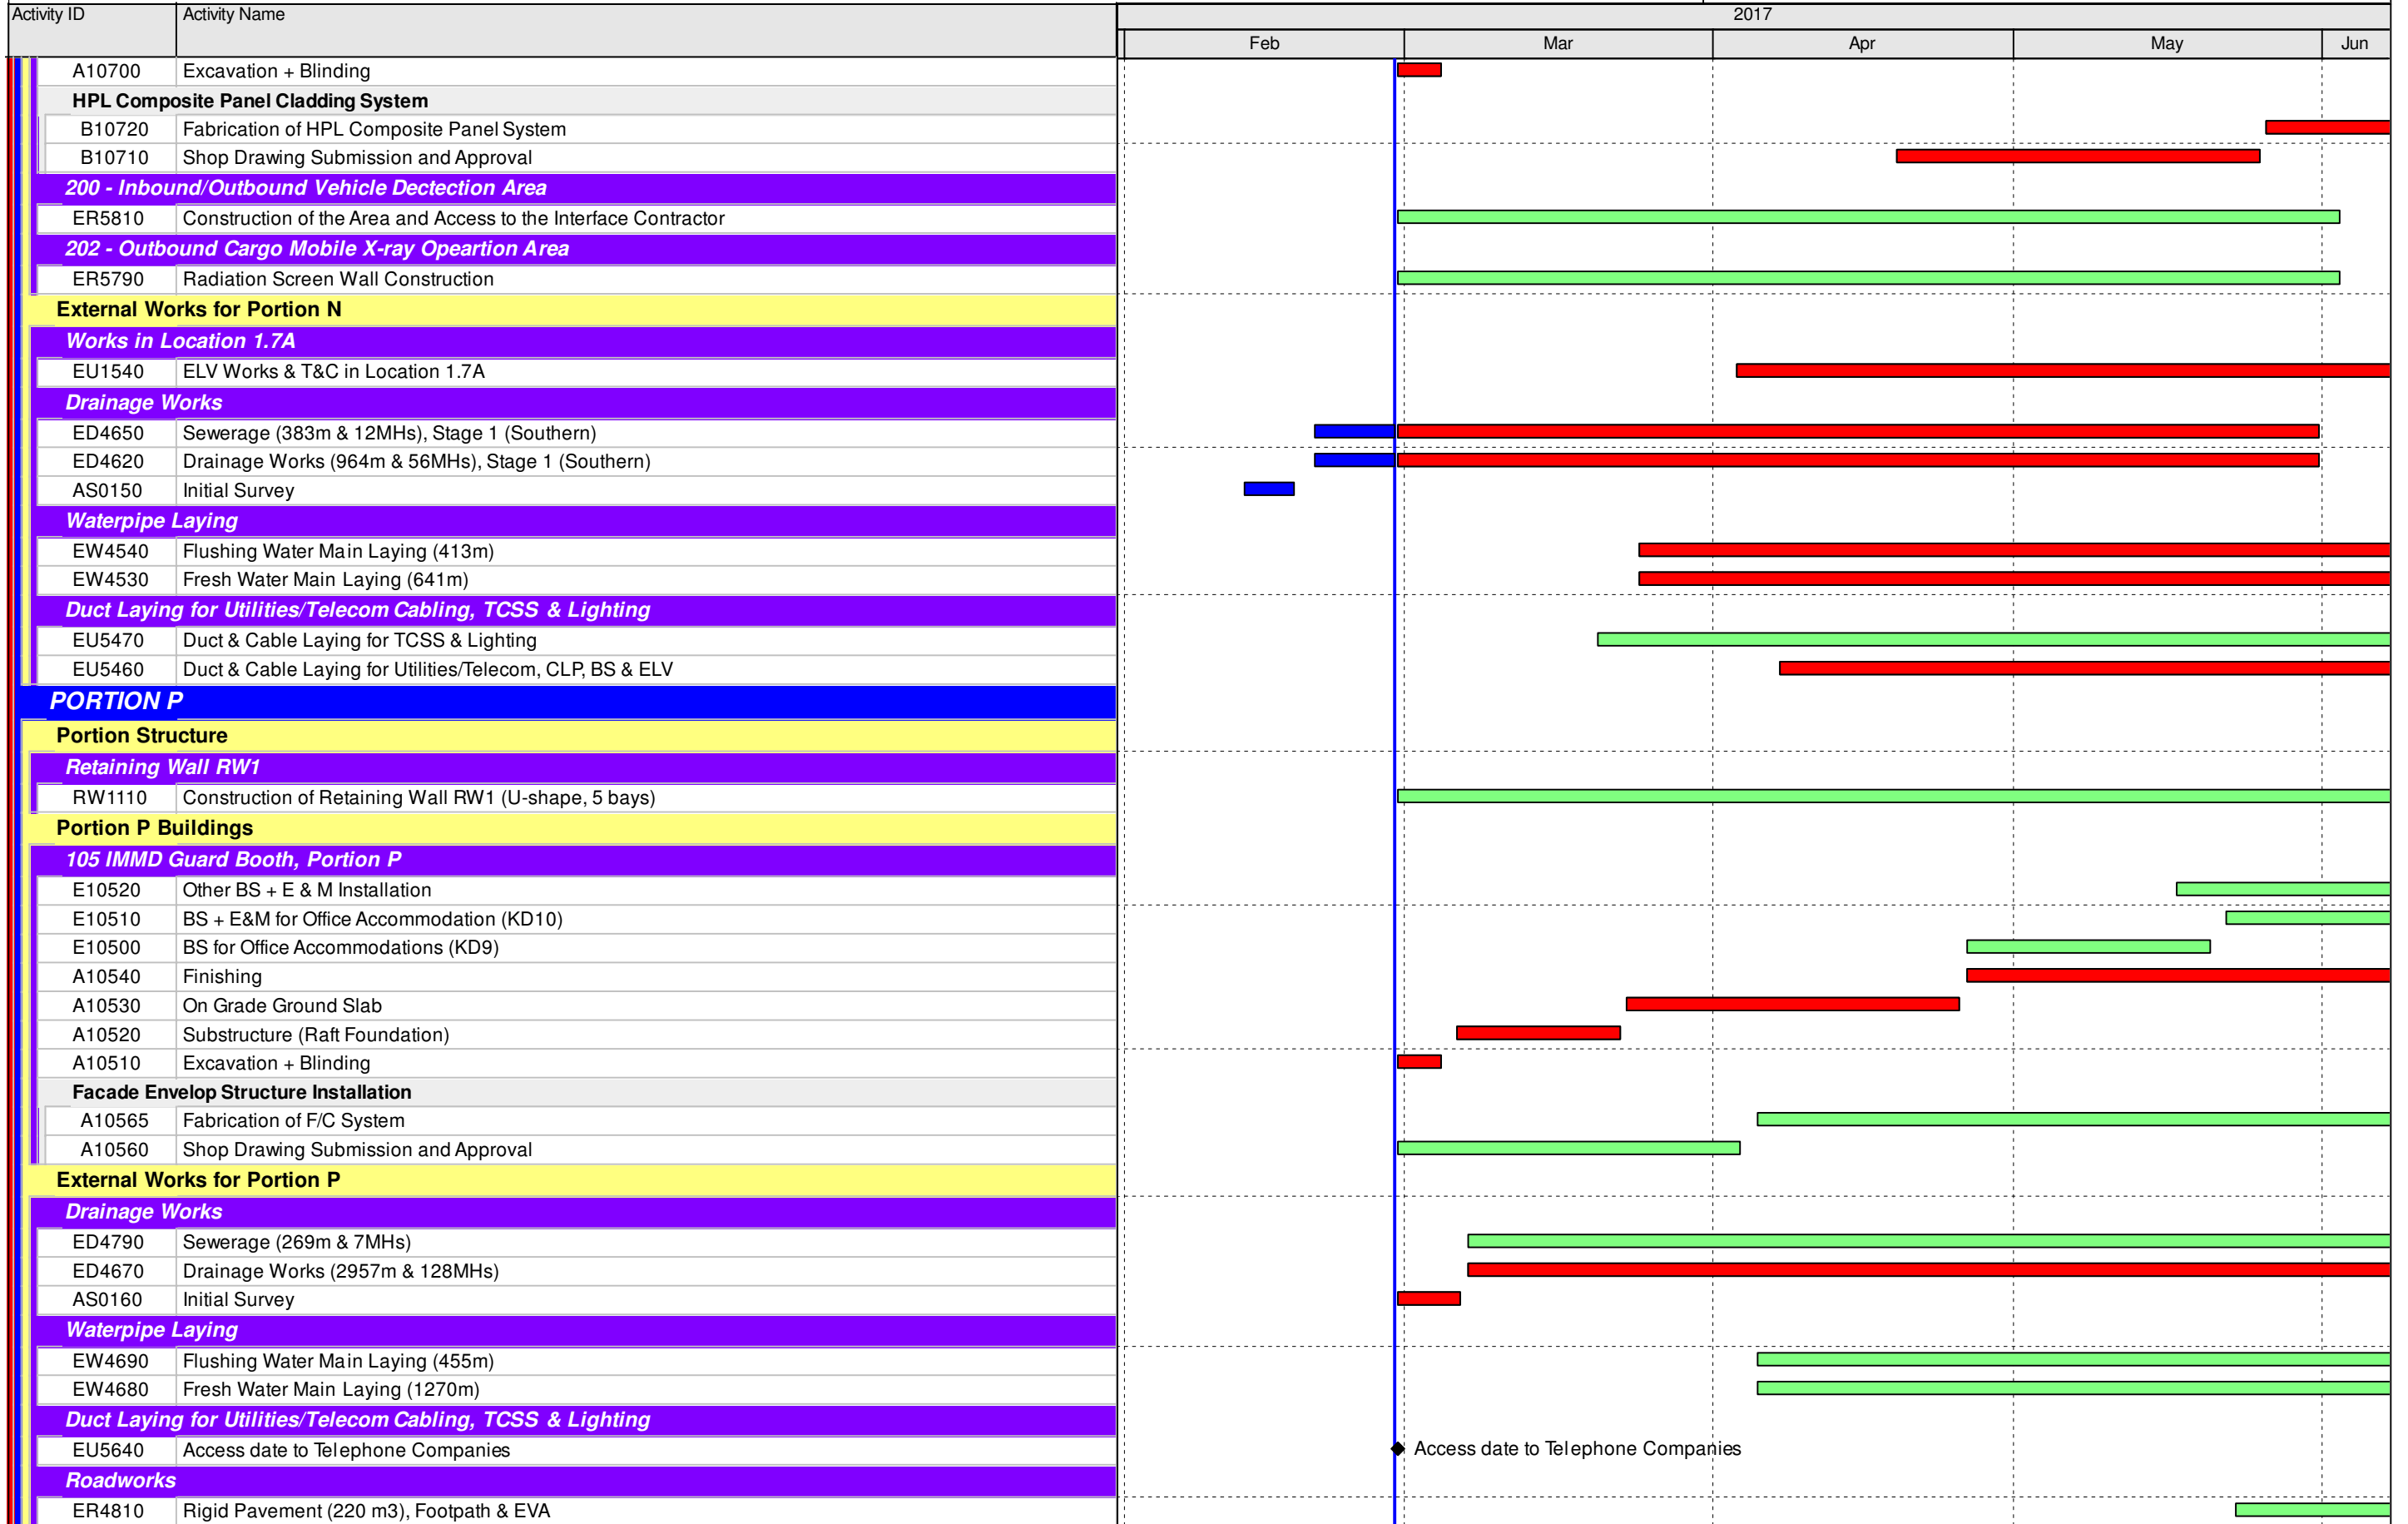 Activity ID Activity Name 2017
Feb Mar Apr May Jun
A10700 Excavation + Blinding
HPL Composite Panel Cladding System
B10720 Fabrication of HPL Composite Panel System
B10710 Shop Drawing Submission and Approval
200 - Inbound/Outbound Vehicle Dectection Area
ER5810 Construction of the Area and Access to the Interface Contractor
202 - Outbound Cargo Mobile X-ray Opeartion Area
ER5790 Radiation Screen Wall Construction
External Works for Portion N
Works in Location 1.7A
EU1540 ELV Works & T&C in Location 1.7A
Drainage Works
ED4650 Sewerage (383m & 12MHs), Stage 1 (Southern)
ED4620 Drainage Works (964m & 56MHs), Stage 1 (Southern)
AS0150 Initial Survey
Waterpipe Laying
EW4540 Flushing Water Main Laying (413m)
EW4530 Fresh Water Main Laying (641m)
Duct Laying for Utilities/Telecom Cabling, TCSS & Lighting
EU5470 Duct & Cable Laying for TCSS & Lighting
EU5460 Duct & Cable Laying for Utilities/Telecom, CLP, BS & ELV
PORTION P
Portion Structure
Retaining Wall RW1
RW1110 Construction of Retaining Wall RW1 (U-shape, 5 bays)
Portion P Buildings
105 IMMD Guard Booth, Portion P
E10520 Other BS + E & M Installation
E10510 BS + E&M for Office Accommodation (KD10)
E10500 BS for Office Accommodations (KD9)
A10540 Finishing
A10530 On Grade Ground Slab
A10520 Substructure (Raft Foundation)
A10510 Excavation + Blinding
Facade Envelop Structure Installation
A10565 Fabrication of F/C System
A10560 Shop Drawing Submission and Approval
External Works for Portion P
Drainage Works
ED4790 Sewerage (269m & 7MHs)
ED4670 Drainage Works (2957m & 128MHs)
AS0160 Initial Survey
Waterpipe Laying
EW4690 Flushing Water Main Laying (455m)
EW4680 Fresh Water Main Laying (1270m)
Duct Laying for Utilities/Telecom Cabling, TCSS & Lighting
EU5640 Access date to Telephone Companies Access date to Telephone Companies
Roadworks
ER4810 Rigid Pavement (220 m3), Footpath & EVA